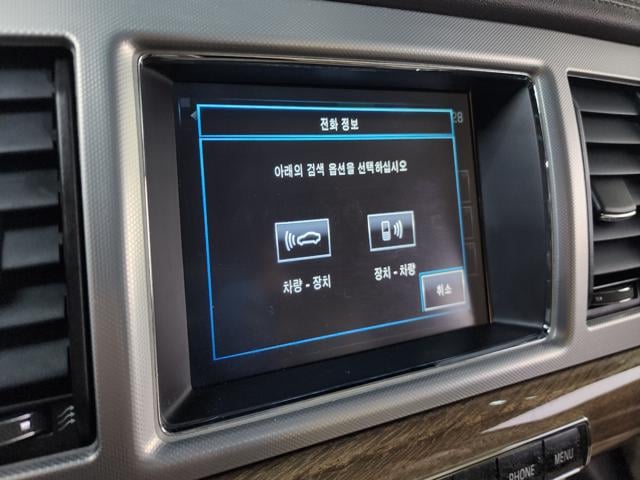 28
전화 정보
아래의 검색 옵션을 선택하십시오
차량 - 장치
장치 - 차량
취소
PHONE
MENU